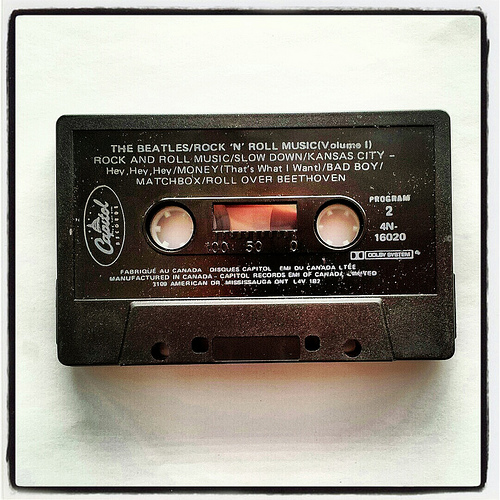 THE BEATLES/ROCK 'N' ROLL MUSIC(Volume I)
ROCK AND ROLL MUSIC/SLOW DOWN/KANSAS CITY –
Hey, Hey, Hey/MONEY(That's What I Want)/BAD BOY/
MATCHBOX/ROLL OVER BEETHOVEN
Capitol
RECORDS
PROGRAM
2
4N-
16020
100 50 0
DOLBY SYSTEM
FABRIQUÉ AU CANADA DISQUES CAPITOL EMI DU CANADA LTÉE
MANUFACTURED IN CANADA - CAPITOL RECORDS EMI OF CANADA, LIMITED
3109 AMERICAN DR. MISSISSAUGA ONT L4V 1B2